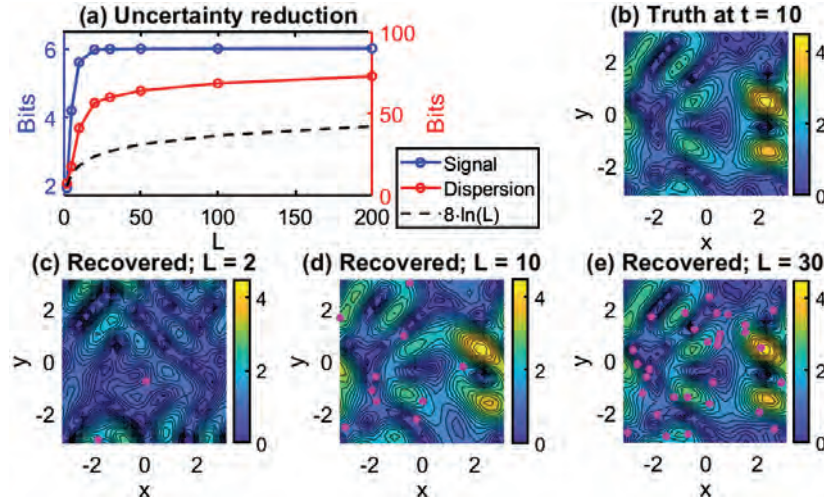 (a) Uncertainty reduction
6
4
2
Bits
100
50
0
Bits
0
50
100
150
200
L
Signal
Dispersion
8·ln(L)
(b) Truth at t = 10
2
0
-2
y
-2
0
2
x
4
3
2
1
0
(c) Recovered; L = 2
2
0
-2
y
-2
0
2
x
4
2
0
(d) Recovered; L = 10
2
0
-2
y
-2
0
2
x
4
2
0
(e) Recovered; L = 30
2
0
-2
y
-2
0
2
x
4
2
0